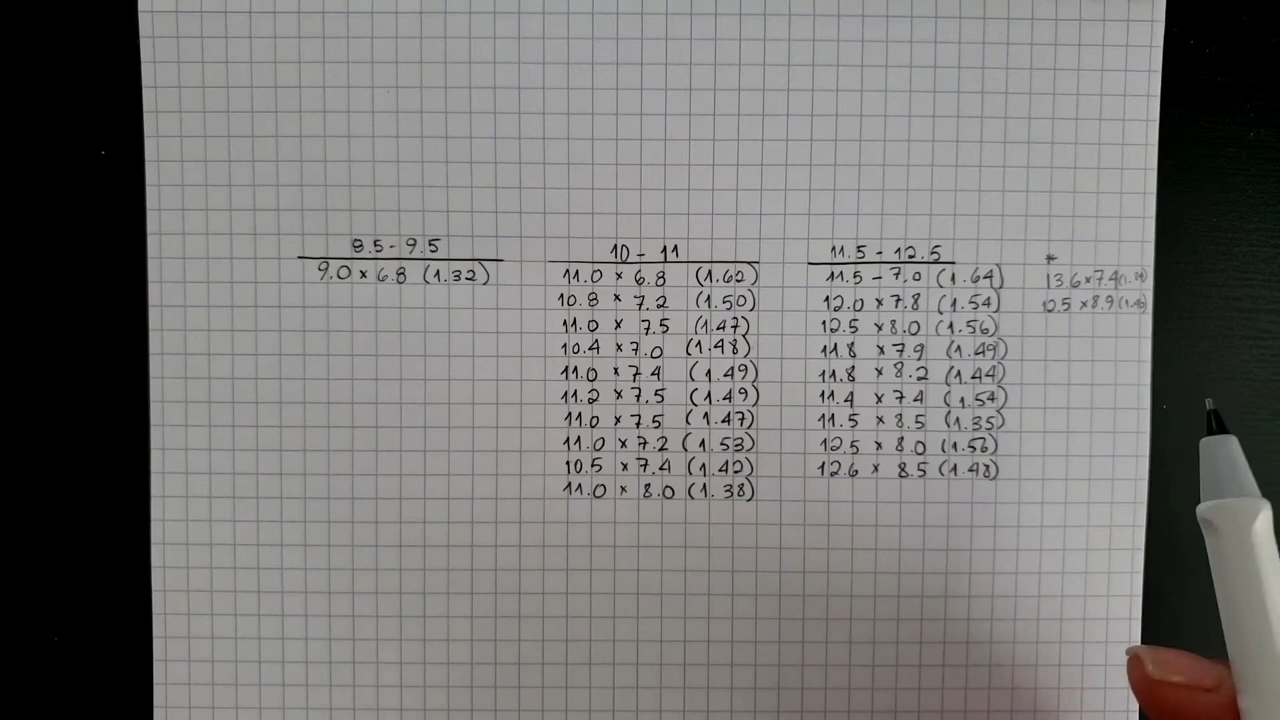 8.5 - 9.5
9.0 × 6.8 (1.32)
10 - 11
11.0 × 6.8 (1.62)
10.8 × 7.2 (1.50)
11.0 × 7.5 (1.47)
10.4 × 7.0 (1.48)
11.0 × 7.4 (1.49)
11.2 × 7.5 (1.49)
11.0 × 7.5 (1.47)
11.0 × 7.2 (1.53)
10.5 × 7.4 (1.42)
11.0 × 8.0 (1.38)
11.5 - 12.5
11.5 - 7.0 (1.64)
12.0 × 7.8 (1.54)
12.5 × 8.0 (1.56)
11.8 × 7.9 (1.49)
11.8 × 8.2 (1.44)
11.4 × 7.4 (1.54)
11.5 × 8.5 (1.35)
12.5 × 8.0 (1.56)
12.6 × 8.5 (1.48)
*
13.6 × 7.4
12.5 × 8.9 (1.40)